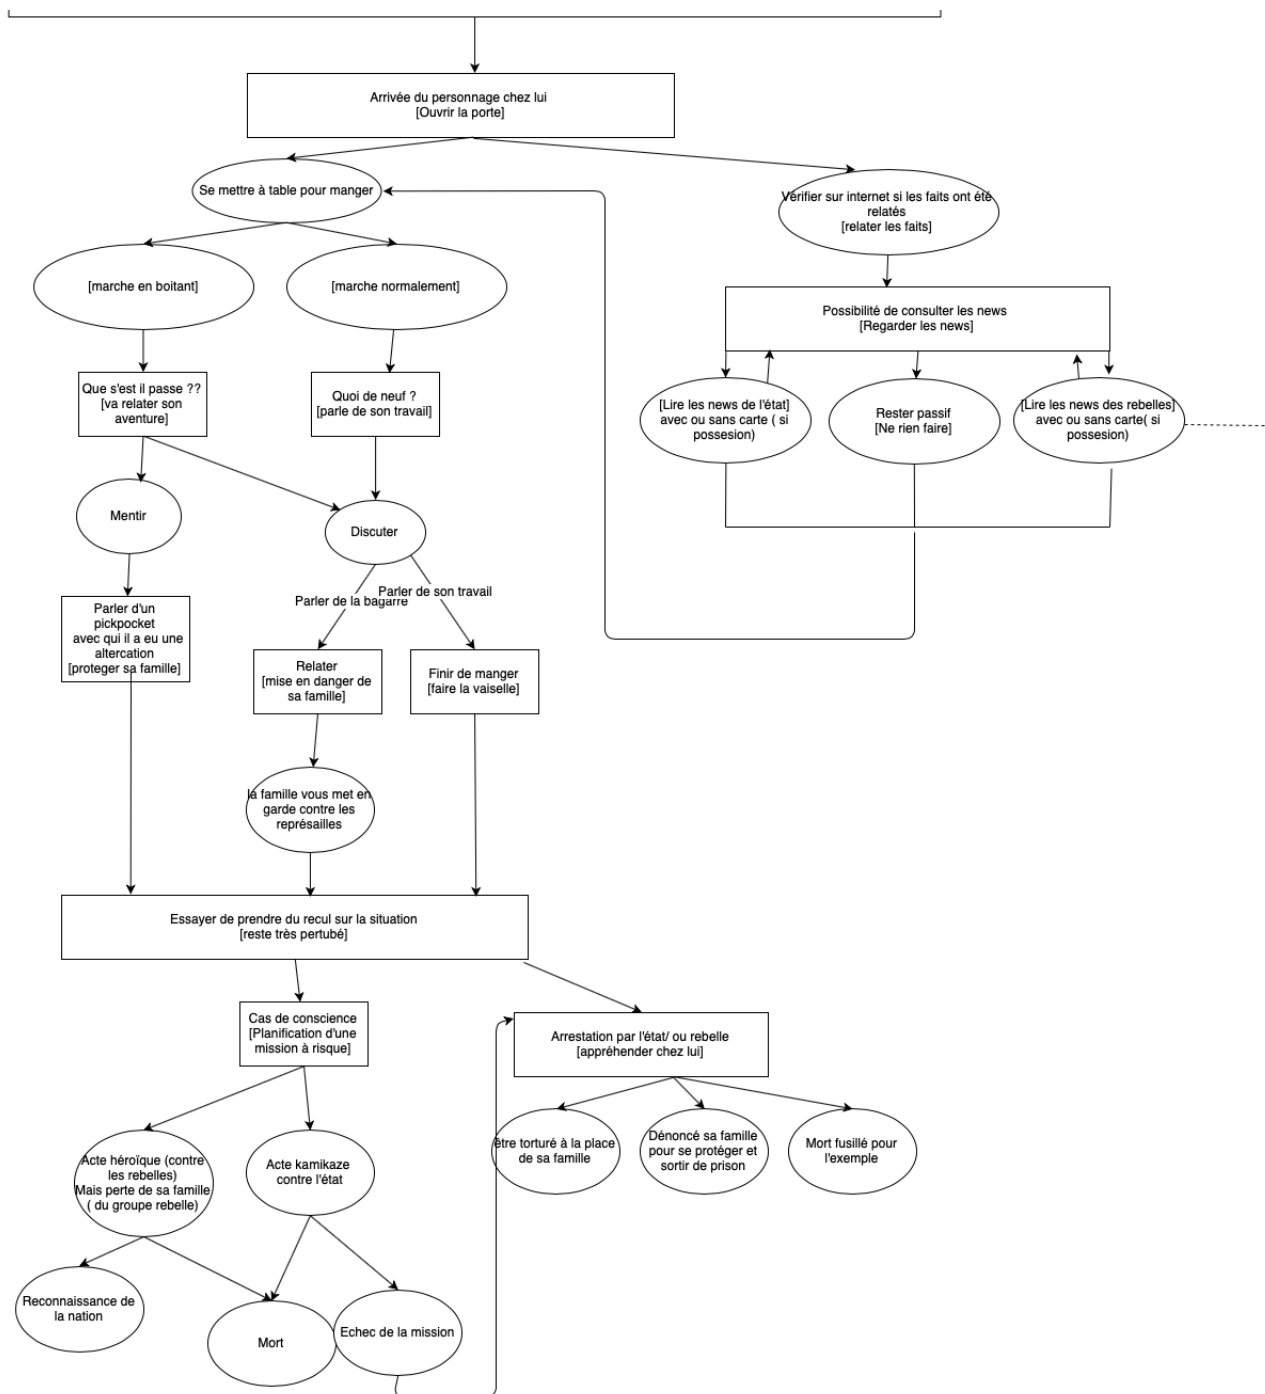 Arrivée du personnage chez lui
[Ouvrir la porte]
Se mettre à table pour manger
Vérifier sur internet si les faits ont été
relatés
[relater les faits]
[marche en boitant]
[marche normalement]
Possibilité de consulter les news
[Regarder les news]
Que s'est il passe ??
[va relater son
aventure]
Quoi de neuf ?
[parle de son travail]
[Lire les news de l'état]
avec ou sans carte ( si
possesion)
Rester passif
[Ne rien faire]
[Lire les news des rebelles]
avec ou sans carte( si
possesion)
Mentir
Discuter
Parler de la bagarre
Parler de son travail
Parler d'un
pickpocket
avec qui il a eu une
altercation
[proteger sa famille]
Relater
[mise en danger de
sa famille]
Finir de manger
[faire la vaiselle]
la famille vous met en
garde contre les
représailles
Essayer de prendre du recul sur la situation
[reste très pertubé]
Cas de conscience
[Planification d'une
mission à risque]
Arrestation par l'état/ ou rebelle
[appréhender chez lui]
Acte héroïque (contre
les rebelles)
Mais perte de sa famille
( du groupe rebelle)
Acte kamikaze
contre l'état
être torturé à la place
de sa famille
Dénoncé sa famille
pour se protéger et
sortir de prison
Mort fusillé pour
l'exemple
Reconnaissance de
la nation
Mort
Echec de la mission